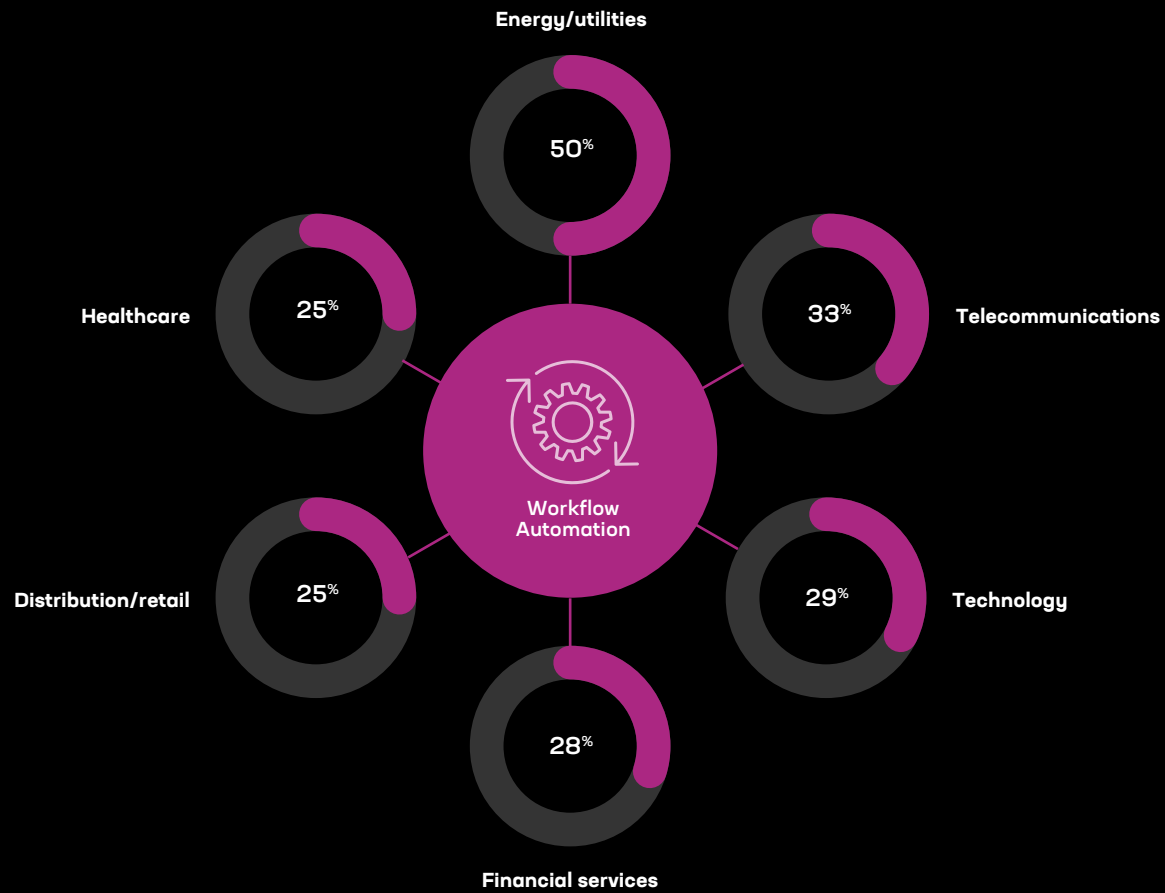 Energy/utilities
50%
Healthcare
25%
33%
Telecommunications
Workflow
Automation
Distribution/retail
25%
29%
Technology
28%
Financial services